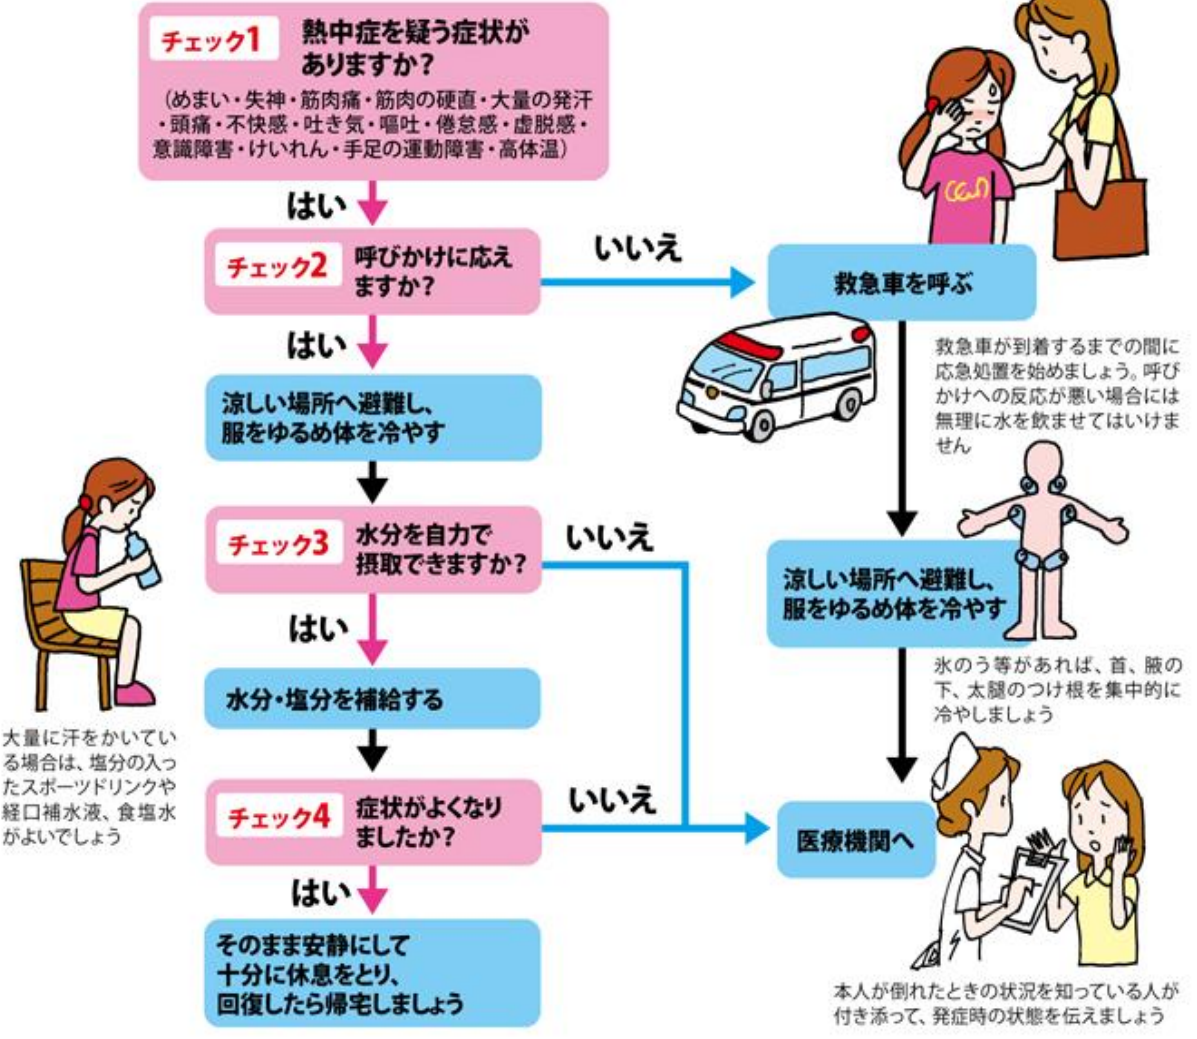 チェック1
熱中症を疑う症状が
ありますか?
(めまい・失神・筋肉痛・筋肉の硬直・大量の発汗
・頭痛・不快感・吐き気・嘔吐・倦怠感・虚脱感・
意識障害・けいれん・手足の運動障害・高体温)
はい
チェック2
呼びかけに応え
ますか?
いいえ
救急車を呼ぶ
救急車が到着するまでの間に
応急処置を始めましょう。呼び
かけへの反応が悪い場合には
無理に水を飲ませてはいけま
せん
はい
涼しい場所へ避難し、
服をゆるめ体を冷やす
チェック3
水分を自力で
摂取できますか?
いいえ
涼しい場所へ避難し、
服をゆるめ体を冷やす
氷のう等があれば、首、腋の
下、太腿のつけ根を集中的に
冷やしましょう
はい
水分・塩分を補給する
大量に汗をかいてい
る場合は、塩分の入っ
たスポーツドリンクや
経口補水液、食塩水
がよいでしょう
チェック4
症状がよくなり
ましたか?
いいえ
医療機関へ
はい
そのまま安静にして
十分に休息をとり、
回復したら帰宅しましょう
本人が倒れたときの状況を知っている人が
付き添って、発症時の状態を伝えましょう